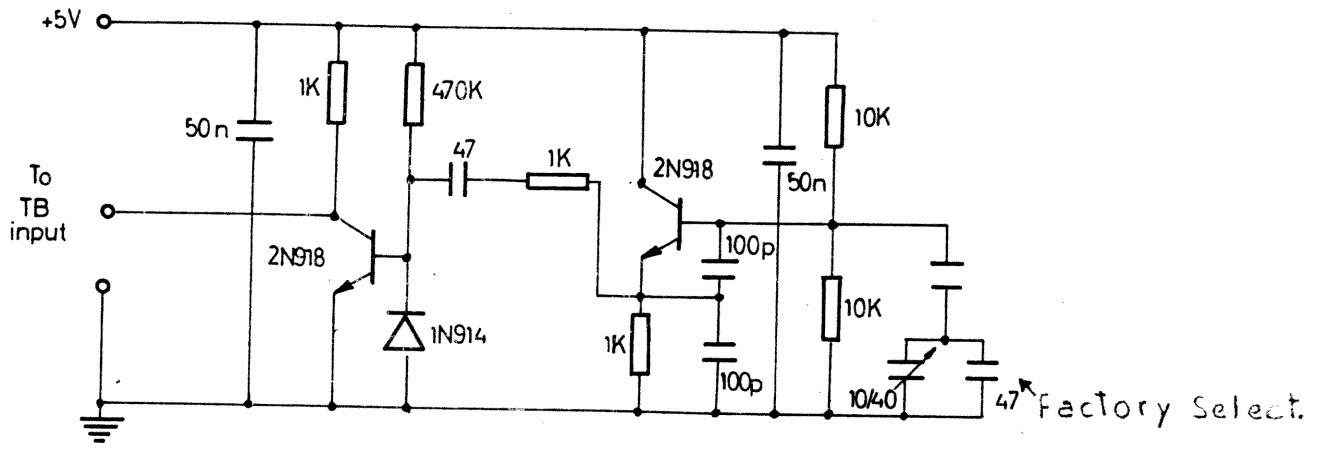 +5V
1K
470K
50n
47
1K
2N918
10K
50n
To
TB
input
2N918
100p
10K
1N914
1K
100p
10/40
47
Factory Select.